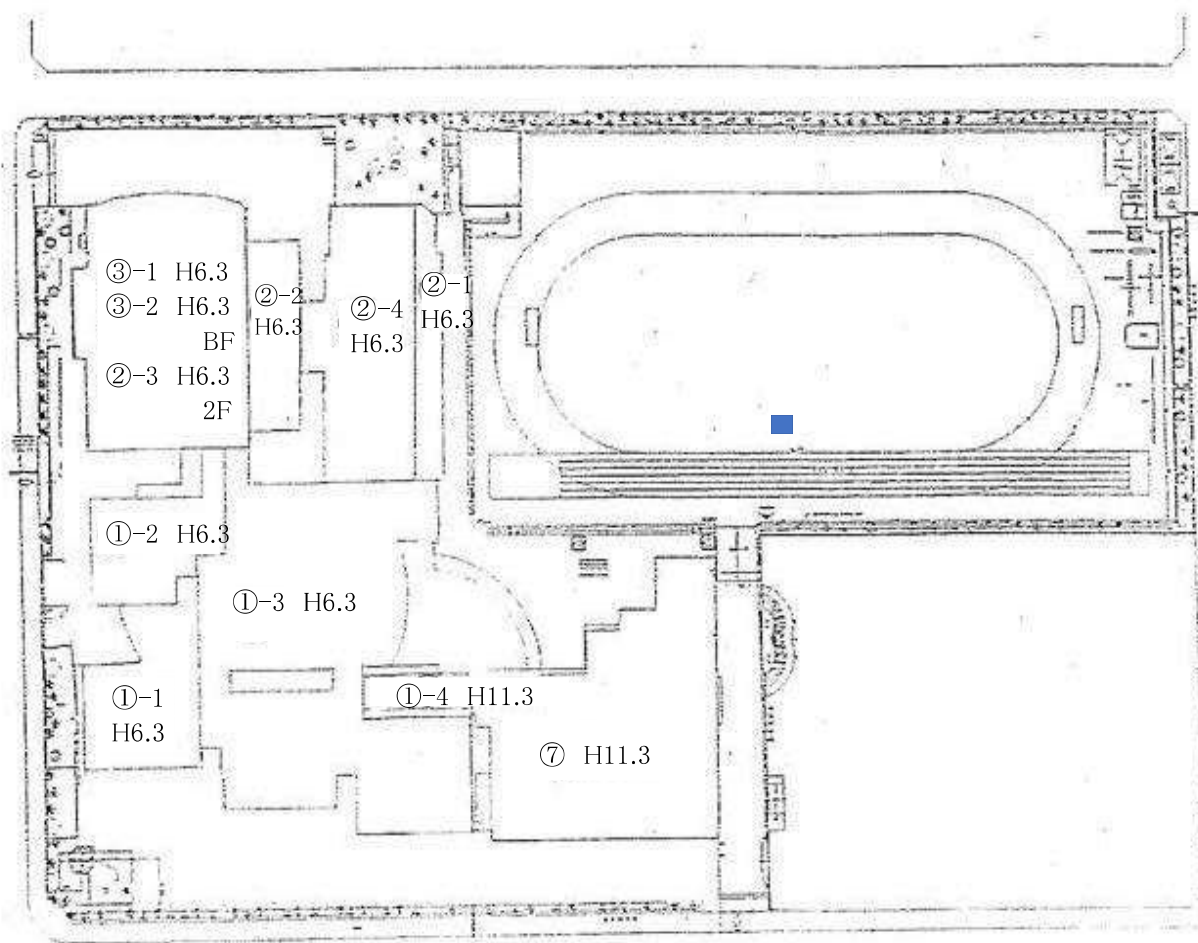 ③-1 H6.3
③-2 H6.3
BF
②-3 H6.3
2F
②-2
H6.3
②-4
H6.3
②-1
H6.3
①-2 H6.3
①-3 H6.3
①-1
H6.3
①-4 H11.3
⑦ H11.3